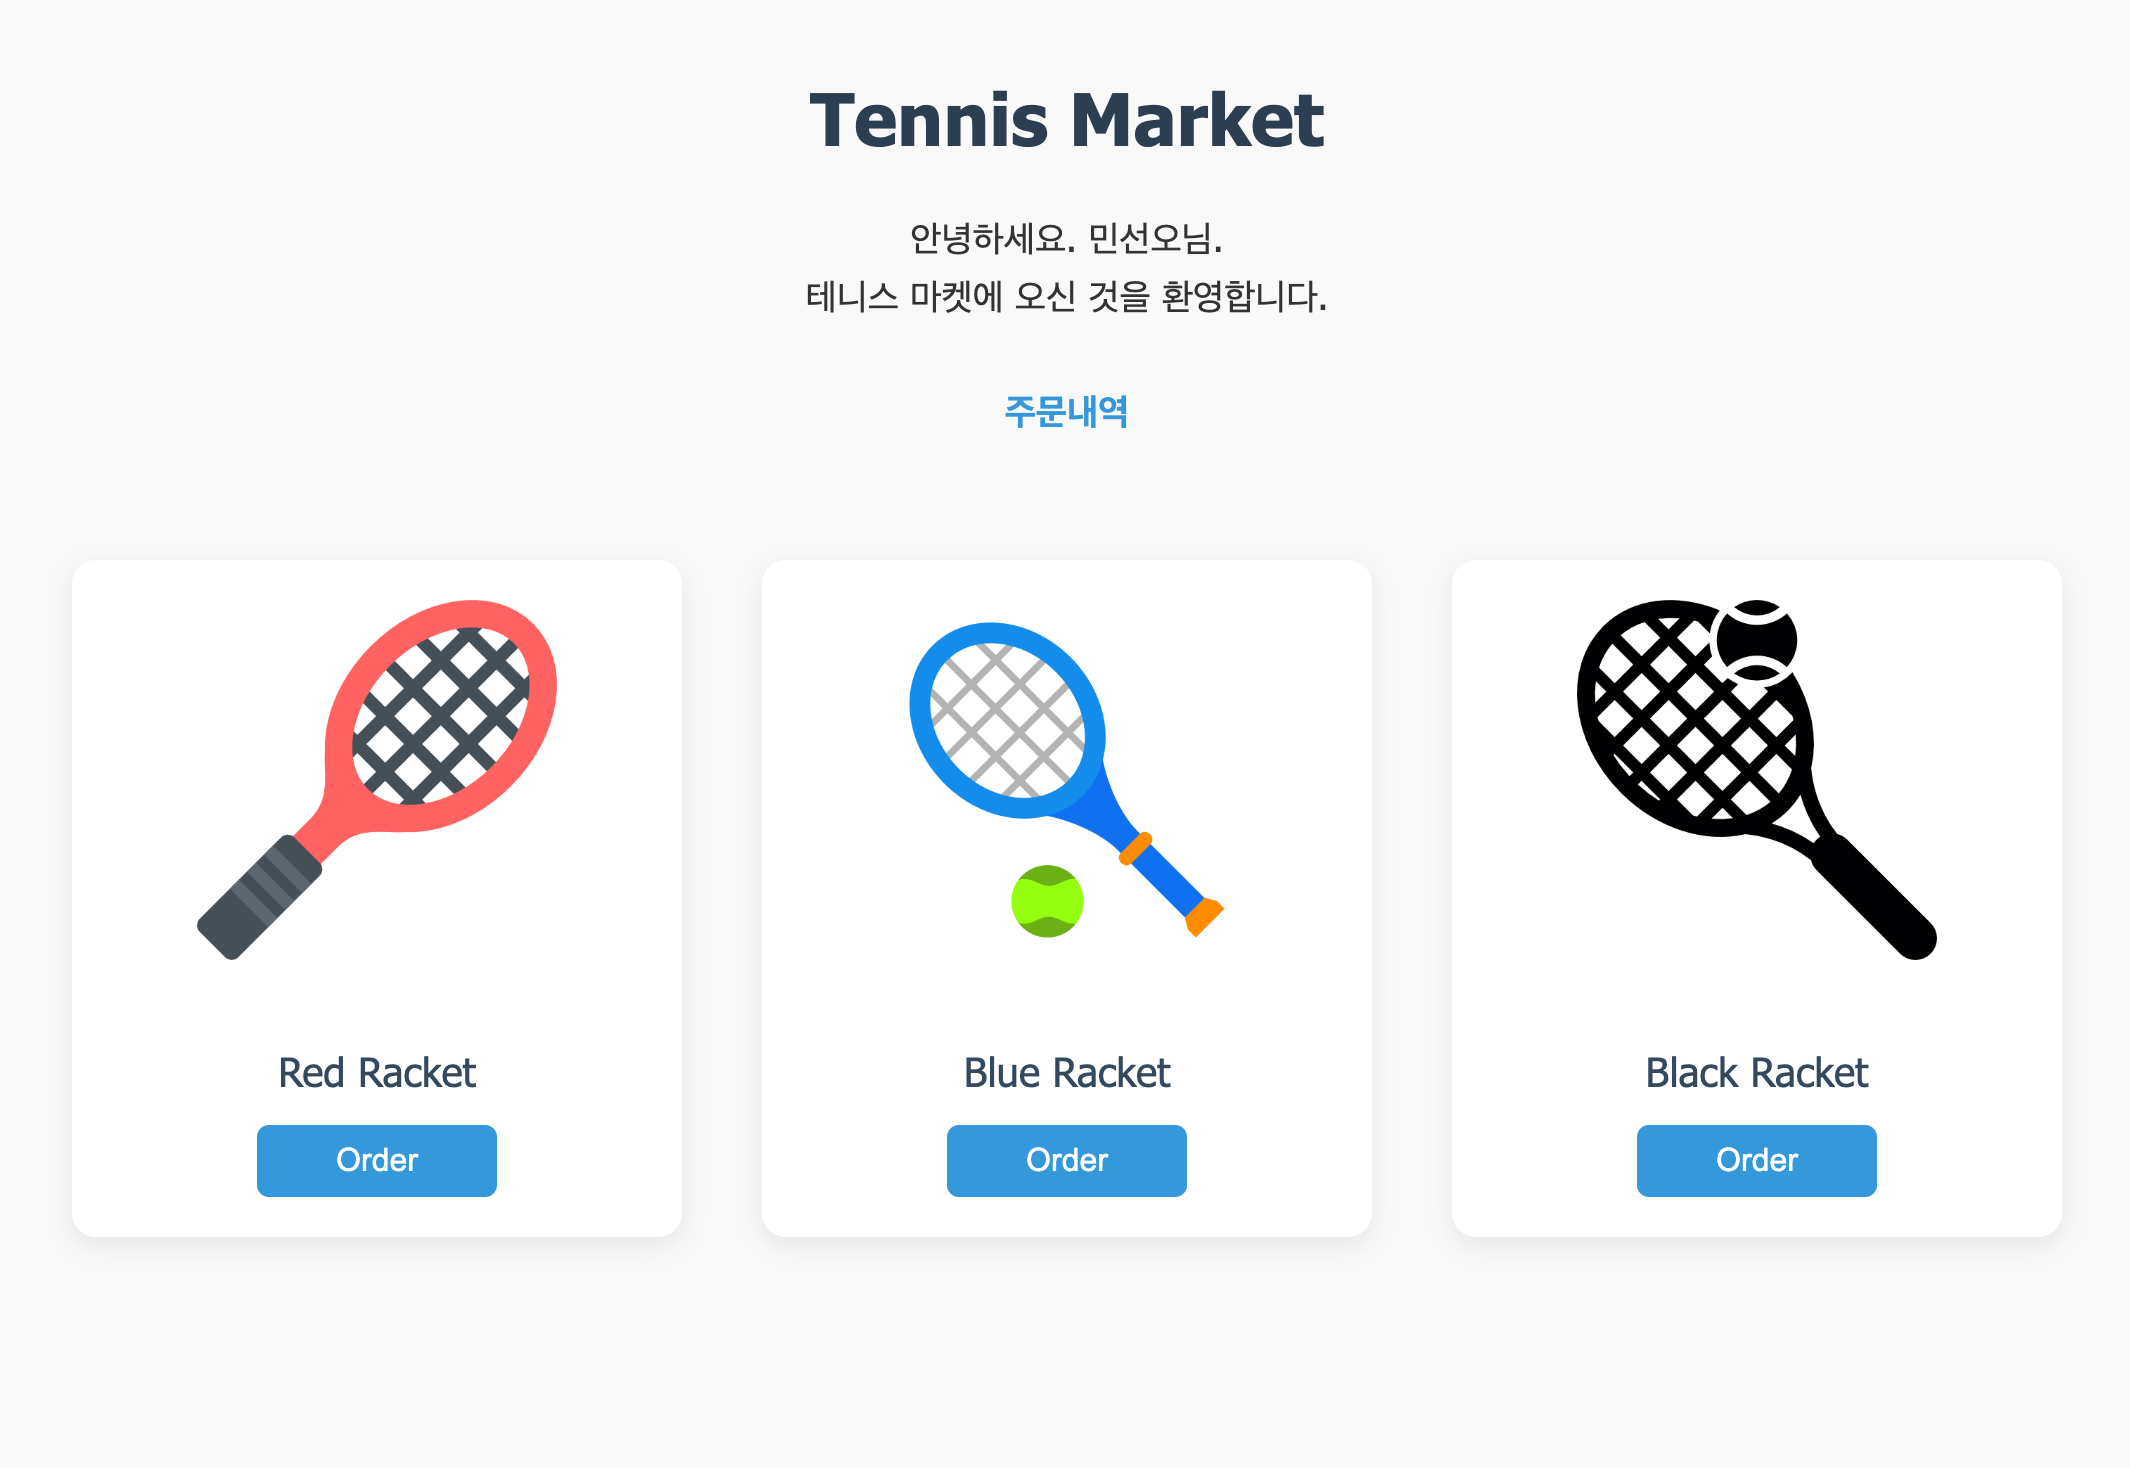 Tennis Market
안녕하세요. 민선오님.
테니스 마켓에 오신 것을 환영합니다.
주문내역
Red Racket
Order
Blue Racket
Order
Black Racket
Order